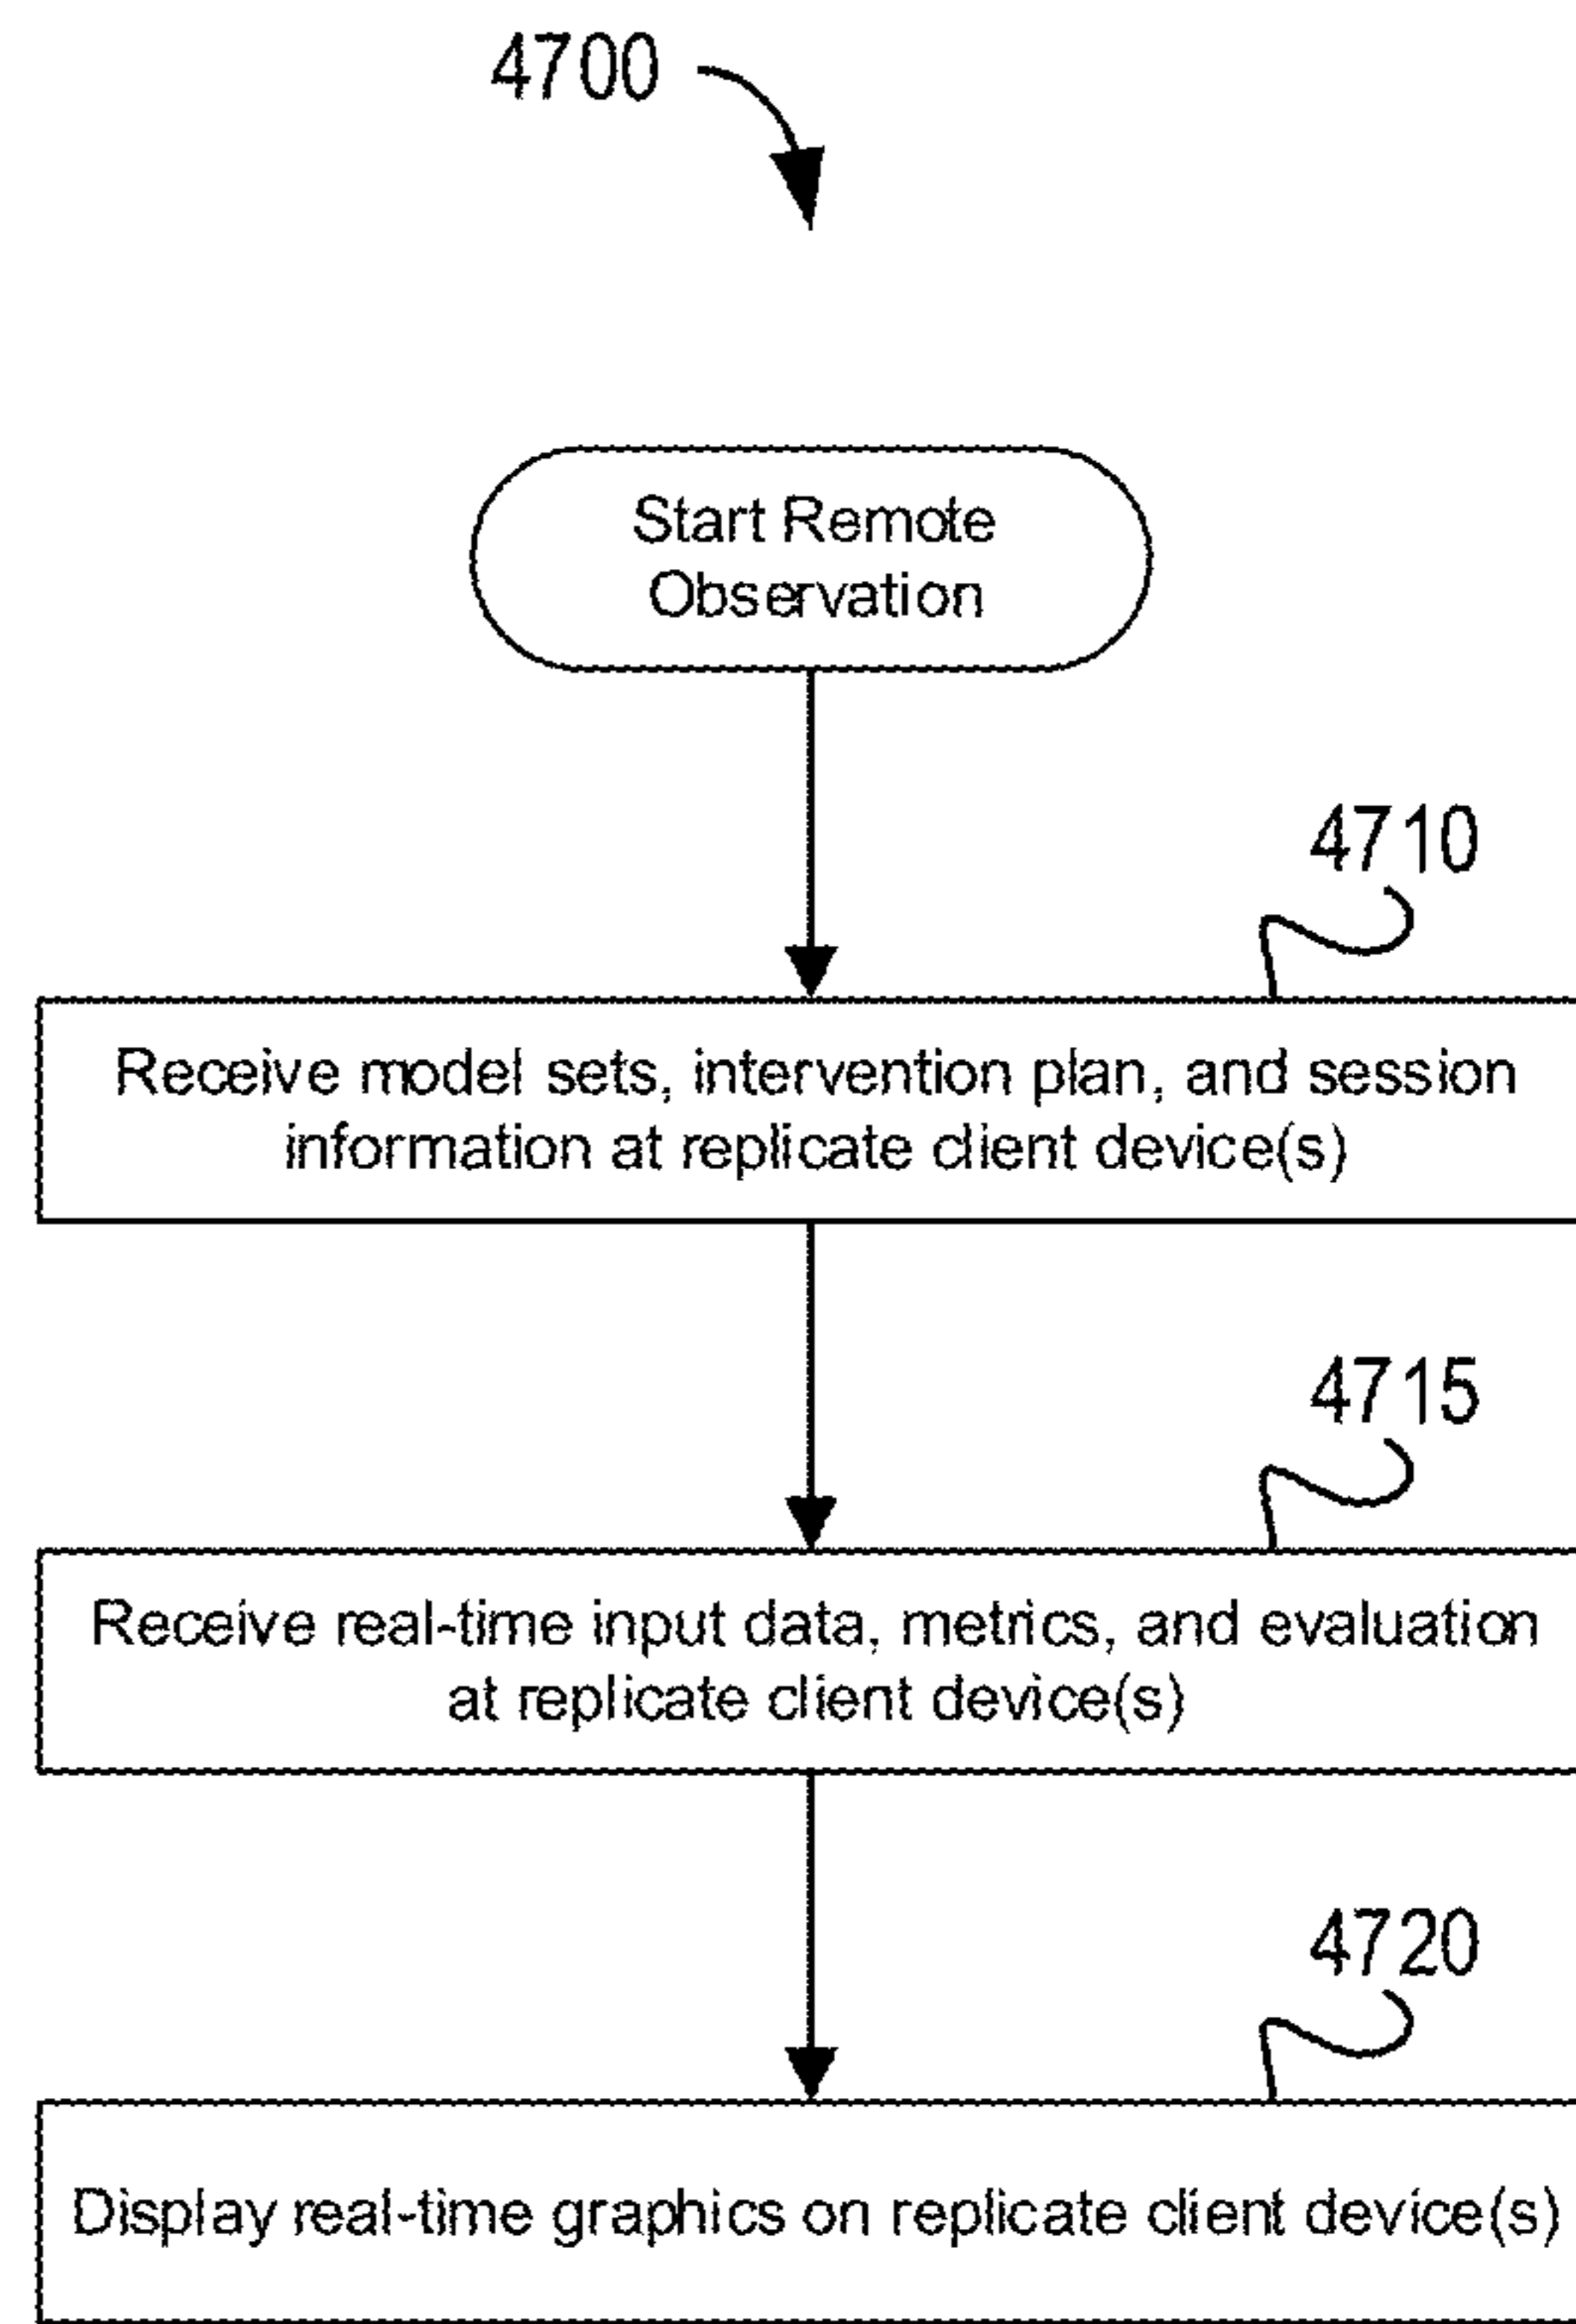 4700
Start Remote
Observation
4710
Receive model sets, intervention plan, and session
information at replicate client device(s)
4715
Receive real-time input data, metrics, and evaluation
at replicate client device(s)
4720
Display real-time graphics on replicate client device(s)